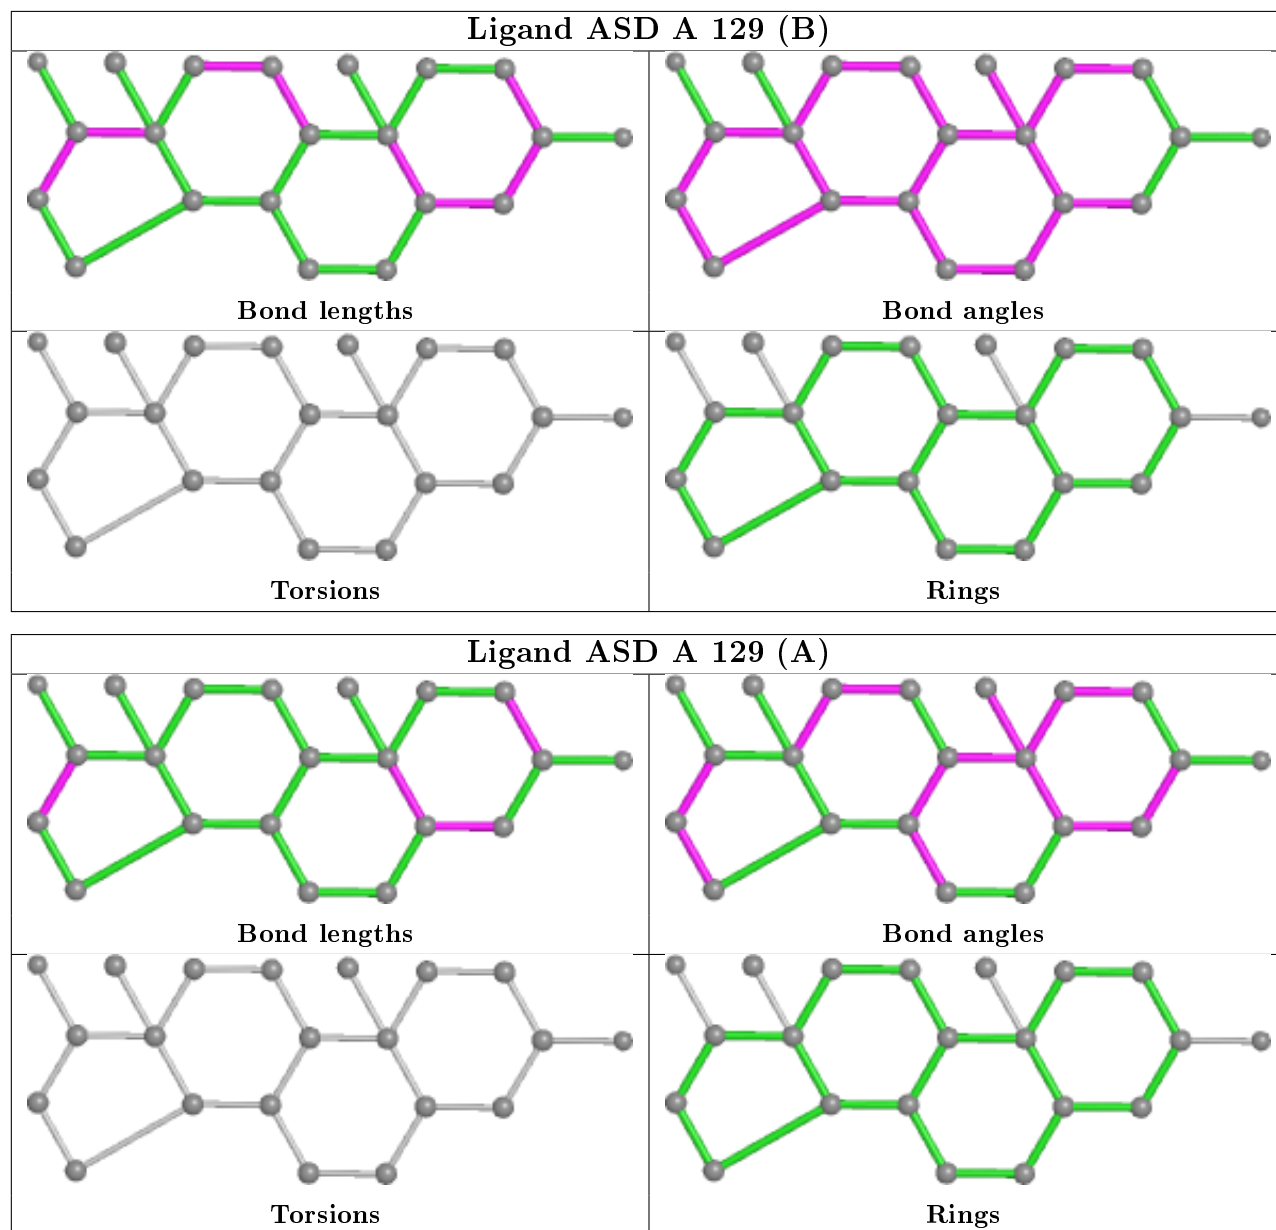 Ligand ASD A 129 (B)
Bond lengths
Bond angles
Torsions
Rings
Ligand ASD A 129 (A)
Bond lengths
Bond angles
Torsions
Rings